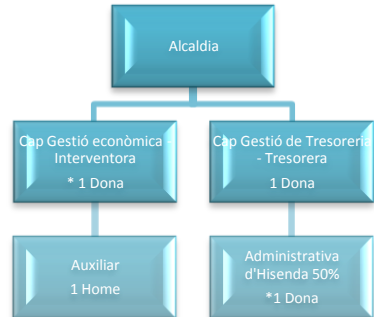 Alcaldia
Cap Gestió econòmica -
Interventora
* 1 Dona
Cap Gestió de Tresoreria
- Tresorera
1 Dona
Auxiliar
1 Home
Administrativa
d'Hisenda 50%
*1 Dona